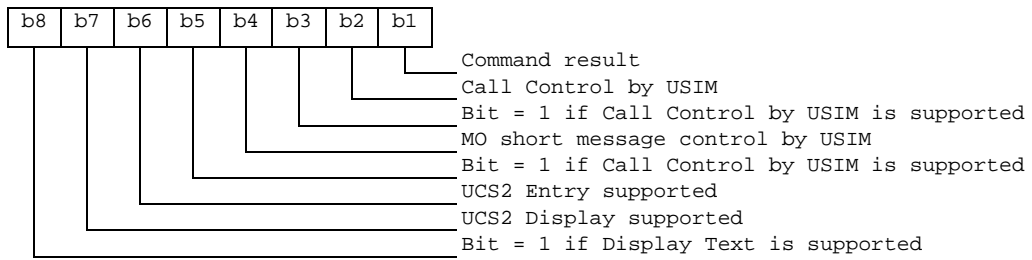 b8 b7 b6 b5 b4 b3 b2 b1
Command result
Call Control by USIM
Bit = 1 if Call Control by USIM is supported
MO short message control by USIM
Bit = 1 if Call Control by USIM is supported
UCS2 Entry supported
UCS2 Display supported
Bit = 1 if Display Text is supported